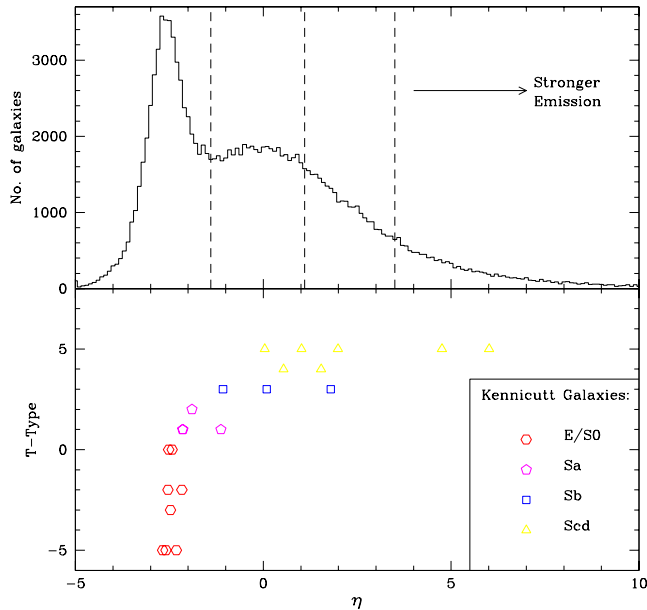 3000
2000
1000
0
No. of galaxies
Stronger
Emission
5
0
−5
T−Type
Kennicutt Galaxies:
E/S0
Sa
Sb
Scd
−5
0
5
10
η